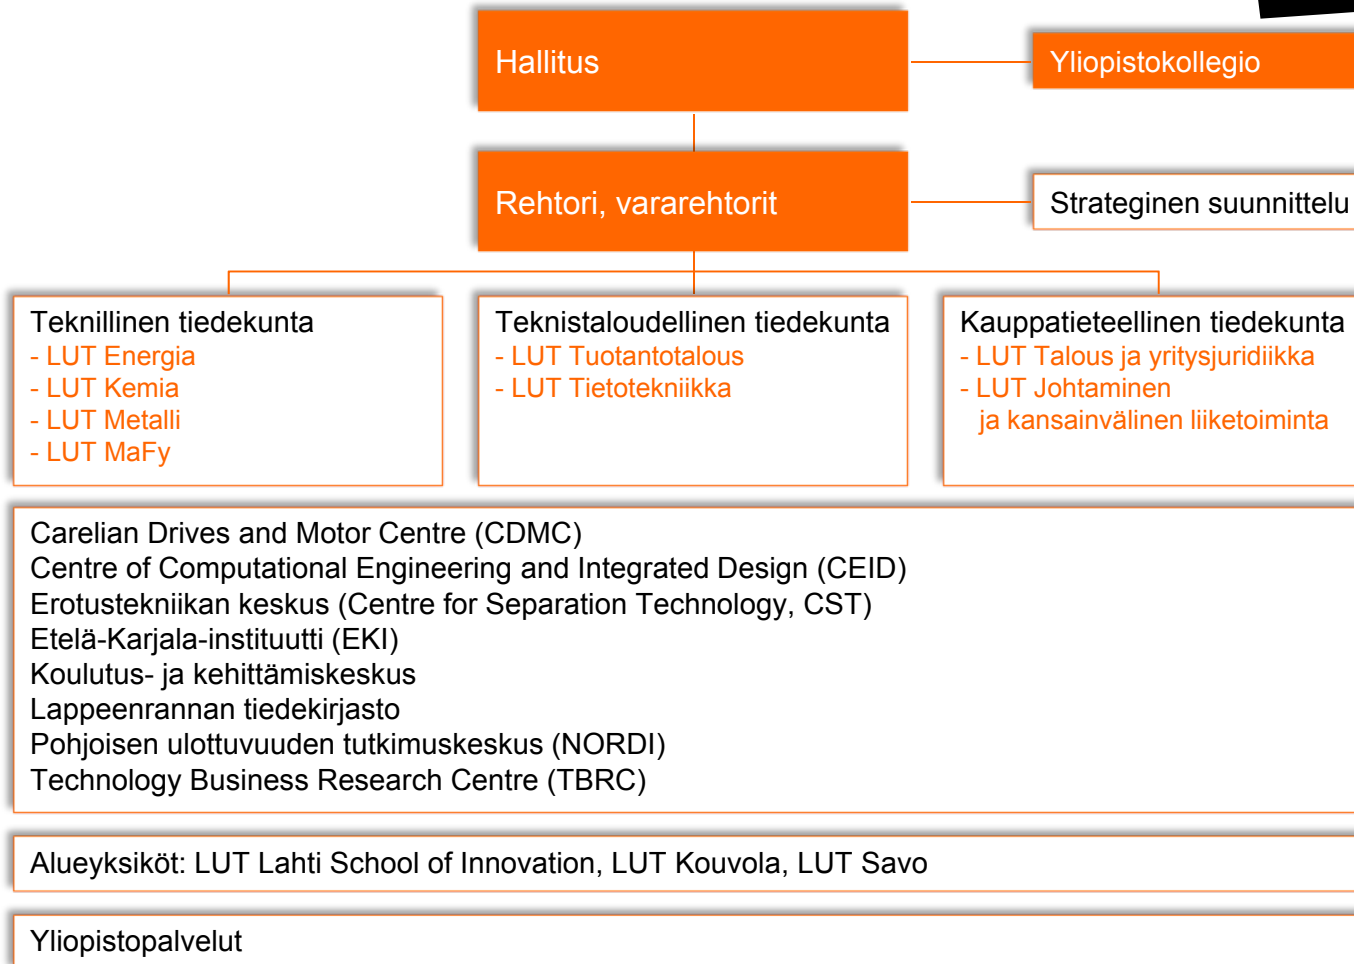 Hallitus
Yliopistokollegio
Rehtori, vararehtorit
Strateginen suunnittelu
Teknillinen tiedekunta
- LUT Energia
- LUT Kemia
- LUT Metalli
- LUT MaFy
Teknistaloudellinen tiedekunta
- LUT Tuotantotalous
- LUT Tietotekniikka
Kauppatieteellinen tiedekunta
- LUT Talous ja yritysjuridiikka
- LUT Johtaminen
ja kansainvälinen liiketoiminta
Carelian Drives and Motor Centre (CDMC)
Centre of Computational Engineering and Integrated Design (CEID)
Erotustekniikan keskus (Centre for Separation Technology, CST)
Etelä-Karjala-instituutti (EKI)
Koulutus- ja kehittämiskeskus
Lappeenrannan tiedekirjasto
Pohjoisen ulottuvuuden tutkimuskeskus (NORDI)
Technology Business Research Centre (TBRC)
Alueyksiköt: LUT Lahti School of Innovation, LUT Kouvola, LUT Savo
Yliopistopalvelut